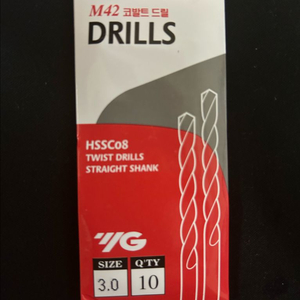 M42 코발트 드릴
DRILLS
HSSCo8
TWIST DRILLS
STRAIGHT SHANK
YG
SIZE Q'TY
3.0 10